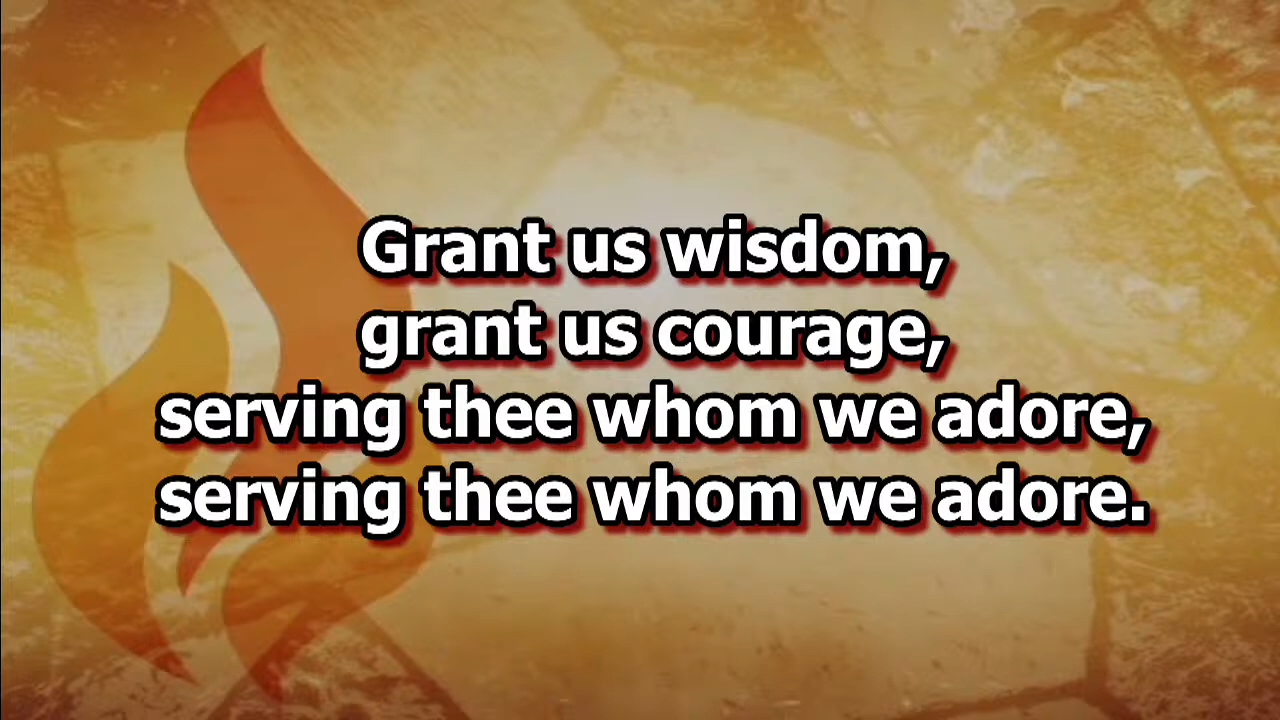 Grant us wisdom,
grant us courage,
serving thee whom we adore,
serving thee whom we adore.